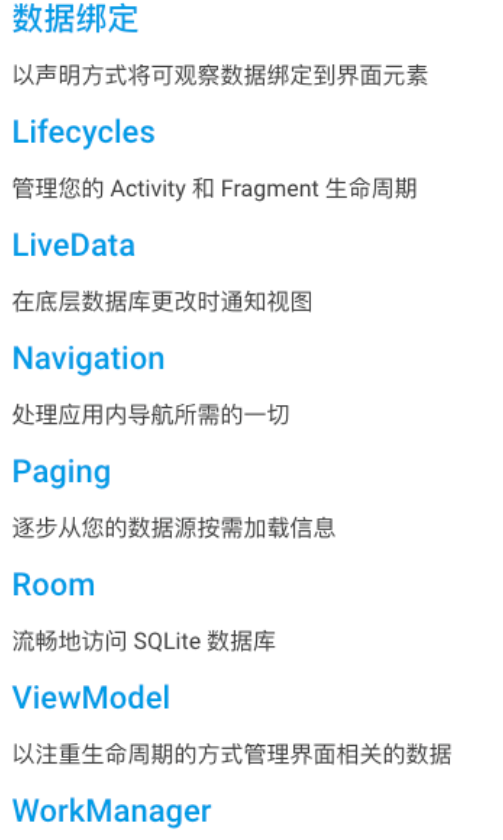 数据绑定
以声明方式将可观察数据绑定到界面元素
Lifecycles
管理您的 Activity 和 Fragment 生命周期
LiveData
在底层数据库更改时通知视图
Navigation
处理应用内导航所需的一切
Paging
逐步从您的数据源按需加载信息
Room
流畅地访问 SQLite 数据库
ViewModel
以注重生命周期的方式管理界面相关的数据
WorkManager